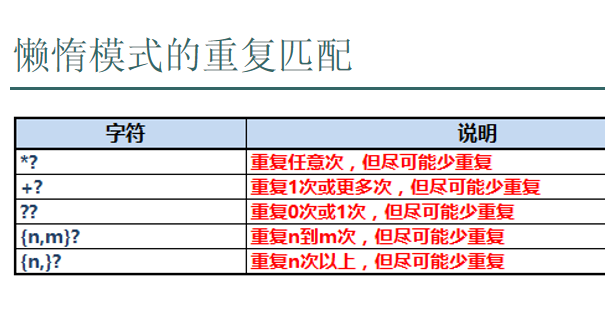 懒惰模式的重复匹配
字符 说明
*? 重复任意次，但尽可能少重复
+? 重复1次或更多次，但尽可能少重复
?? 重复0次或1次，但尽可能少重复
{n,m}? 重复n到m次，但尽可能少重复
{n,}? 重复n次以上，但尽可能少重复